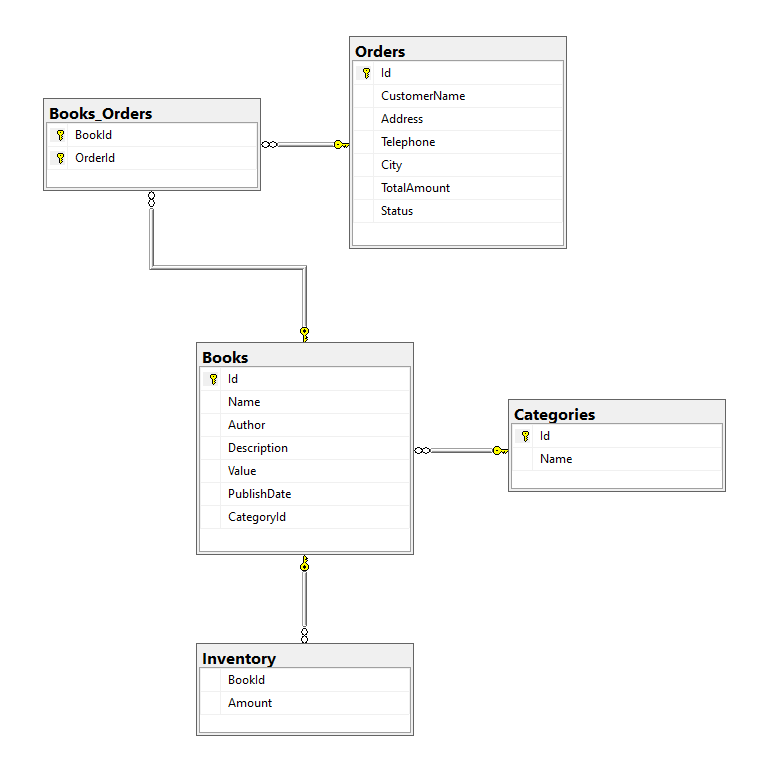 Orders
Id
CustomerName
Address
Telephone
City
TotalAmount
Status
Books_Orders
BookId
OrderId
Books
Id
Name
Author
Description
Value
PublishDate
CategoryId
Categories
Id
Name
Inventory
BookId
Amount